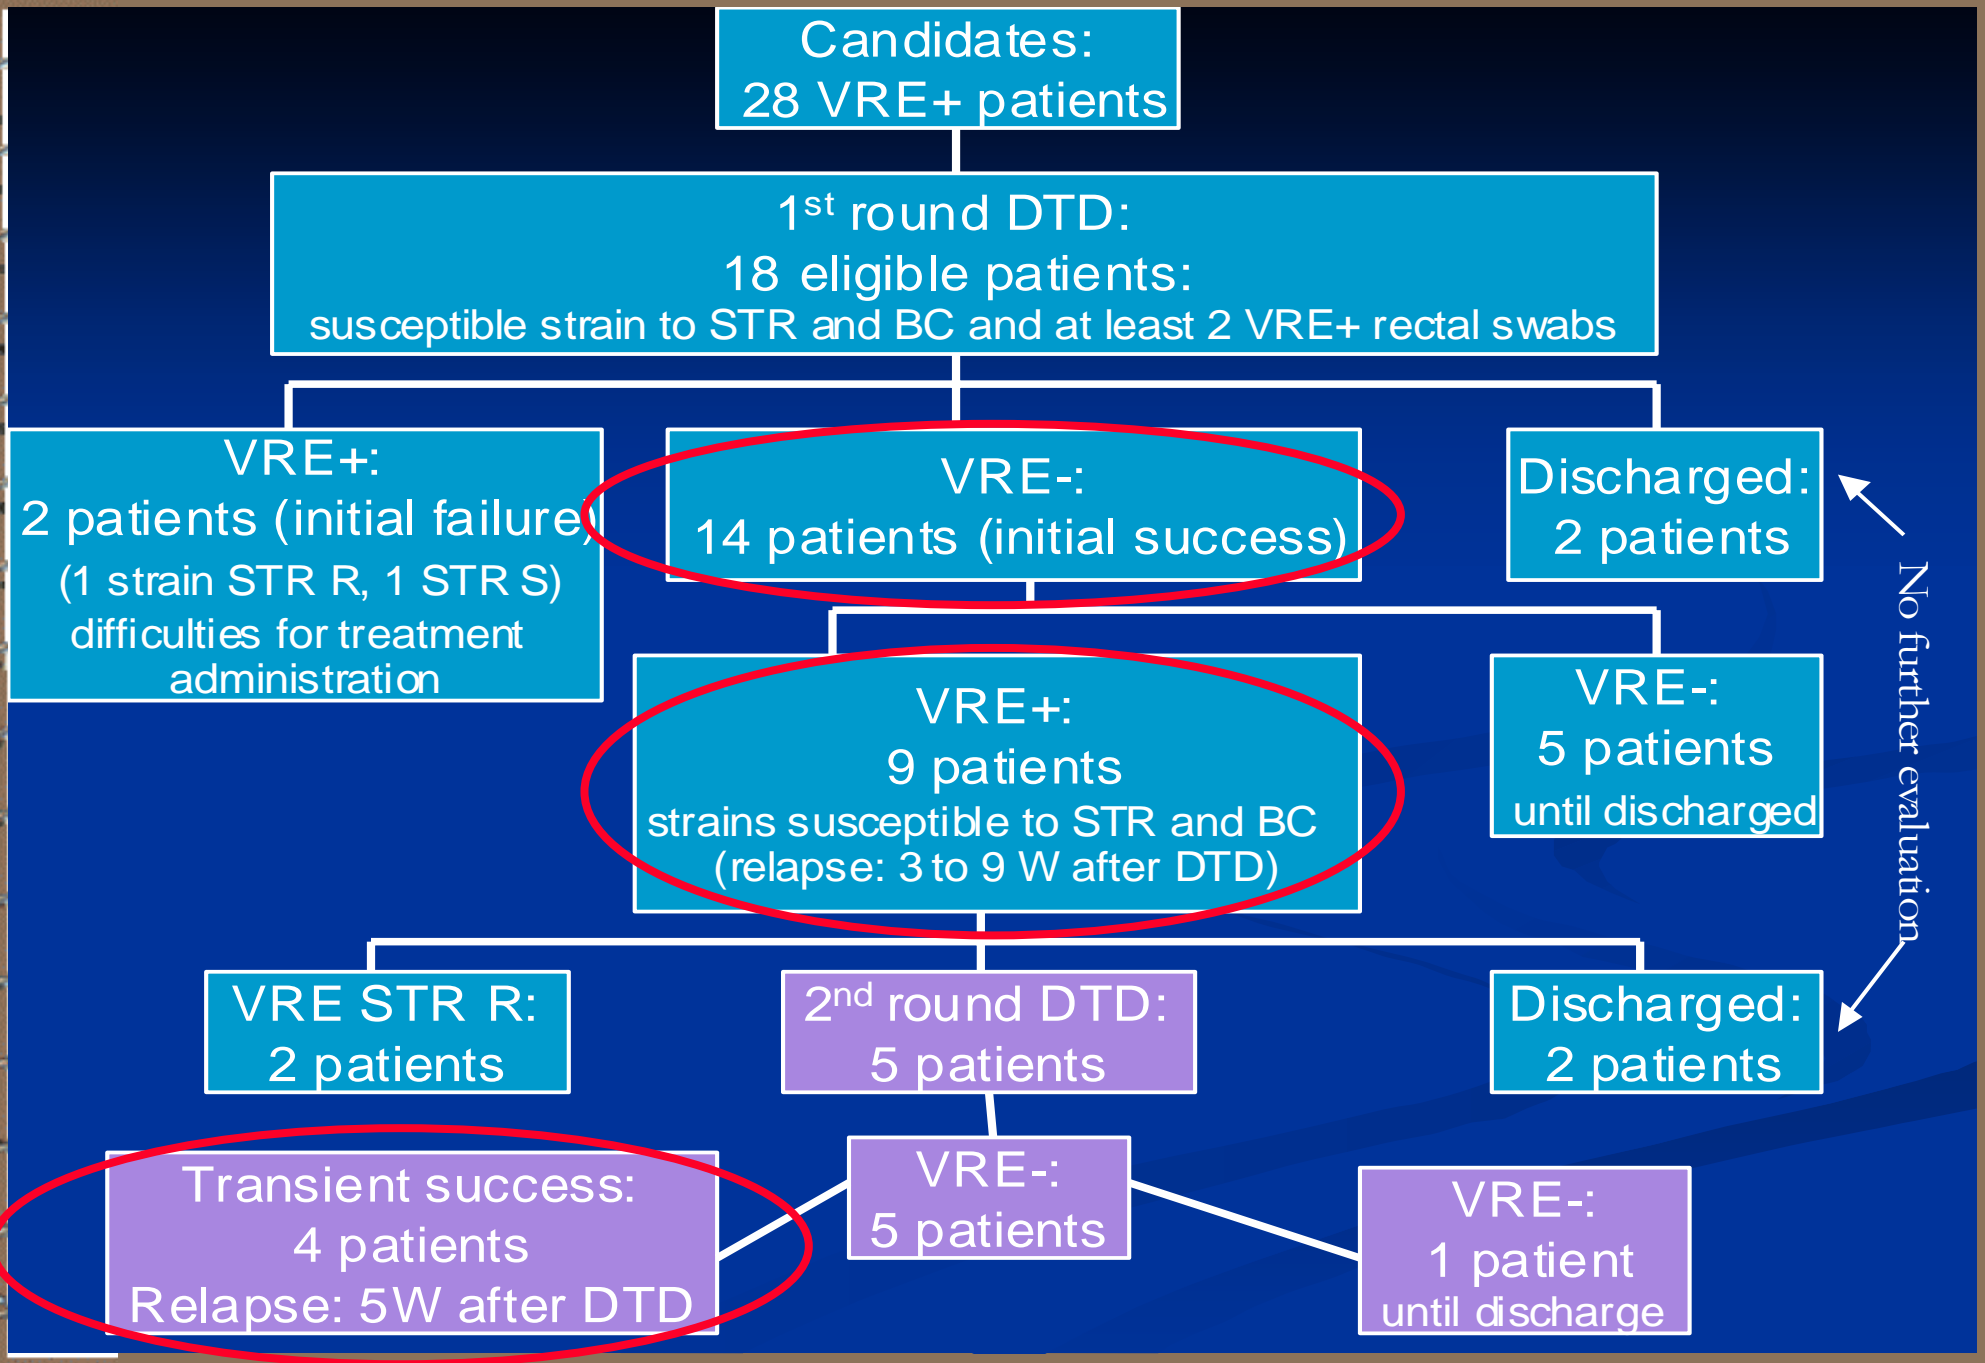 Candidates:
28 VRE+ patients
1st round DTD:
18 eligible patients:
susceptible strain to STR and BC and at least 2 VRE+ rectal swabs
VRE+:
2 patients (initial failure)
(1 strain STR R, 1 STR S)
difficulties for treatment
administration
VRE-:
14 patients (initial success)
Discharged:
2 patients
No further evaluation
VRE+:
9 patients
strains susceptible to STR and BC
(relapse: 3 to 9 W after DTD)
VRE-:
5 patients
until discharged
VRE STR R:
2 patients
2nd round DTD:
5 patients
Discharged:
2 patients
Transient success:
4 patients
Relapse: 5W after DTD
VRE-:
5 patients
VRE-:
1 patient
until discharge